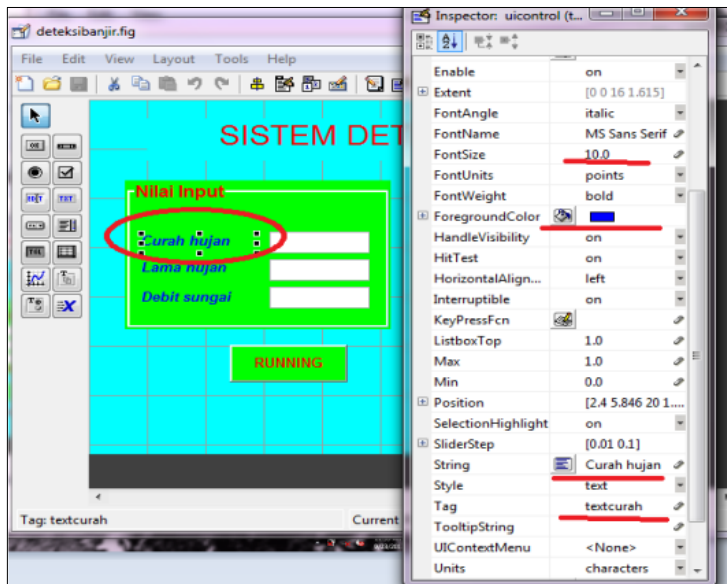 deteksibanjir.fig
File Edit View Layout Tools Help
SISTEM DET
Nilai Input
Curah hujan
Lama hujan
Debit sungai
RUNNING
Tag: textcurah
Current
Inspector: uicontrol (t...
Enable on
Extent [0 0 16 1.615]
FontAngle italic
FontName MS Sans Serif
FontSize 10.0
FontUnits points
FontWeight bold
ForegroundColor
HandleVisibility on
HitTest on
HorizontalAlign... left
Interruptible on
KeyPressFcn
ListboxTop 1.0
Max 1.0
Min 0.0
Position [2.4 5.846 20 1....
SelectionHighlight on
SliderStep [0.01 0.1]
String Curah hujan
Style text
Tag textcurah
TooltipString
UIContextMenu <None>
Units characters